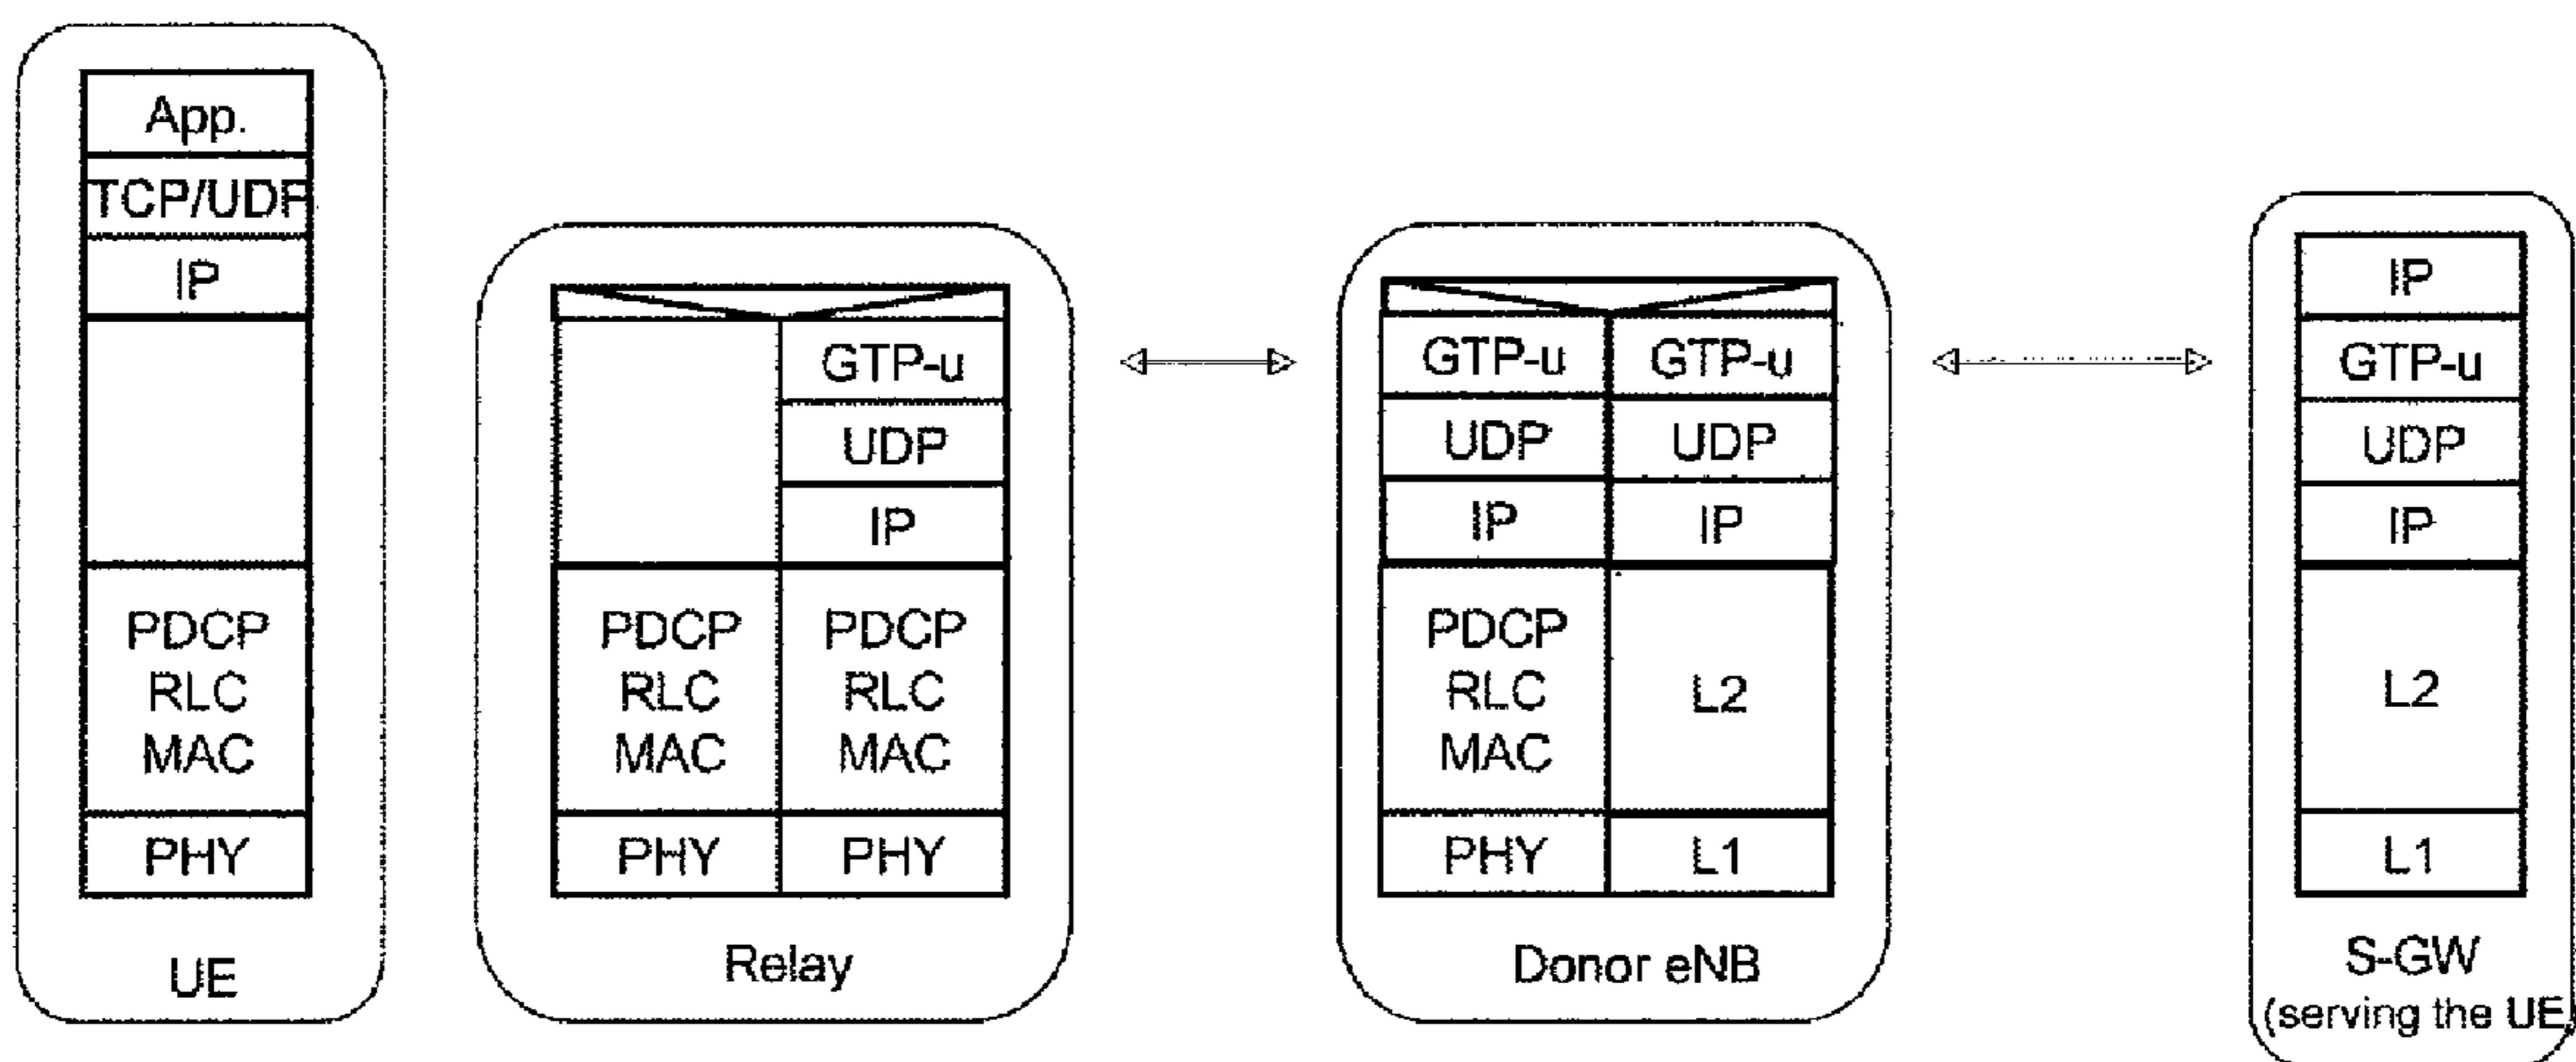 App.
TCP/UDP
IP
PDCP
RLC
MAC
PHY
UE
GTP-u
UDP
IP
PDCP
RLC
MAC
PDCP
RLC
MAC
PHY
PHY
Relay
GTP-u
GTP-u
UDP
UDP
IP
IP
PDCP
RLC
MAC
L2
PHY
L1
Donor eNB
IP
GTP-u
UDP
IP
L2
L1
S-GW
(serving the UE